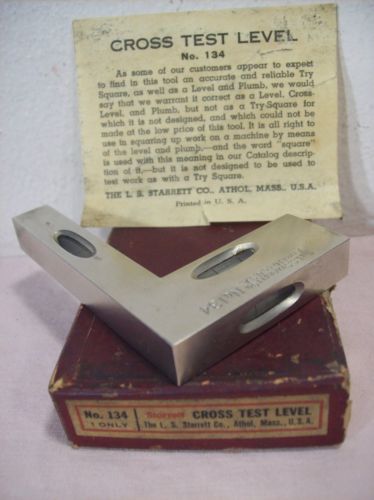 CROSS TEST LEVEL
No. 134
As some of our customers appear to expect
to find in this tool an accurate and reliable Try
Square, as well as a Level and Plumb, we would
say that we warrant it correct as a Level, Cross-
Level, and Plumb, but not as a Try-Square for
which it is not designed, and which could not be
made at the low price of this tool. It is all right to
use in squaring up work on a machine by means
of the level and plumb,—and the word "square"
is used with this meaning in our Catalog descrip-
tion of it,—but it is not designed to be used to
test work as with a Try Square.
THE L. S. STARRETT CO., ATHOL, MASS., U.S.A.
Printed in U. S. A.
No. 134
1 ONLY
Starrett CROSS TEST LEVEL
The L. S. Starrett Co., Athol, Mass., U.S.A.